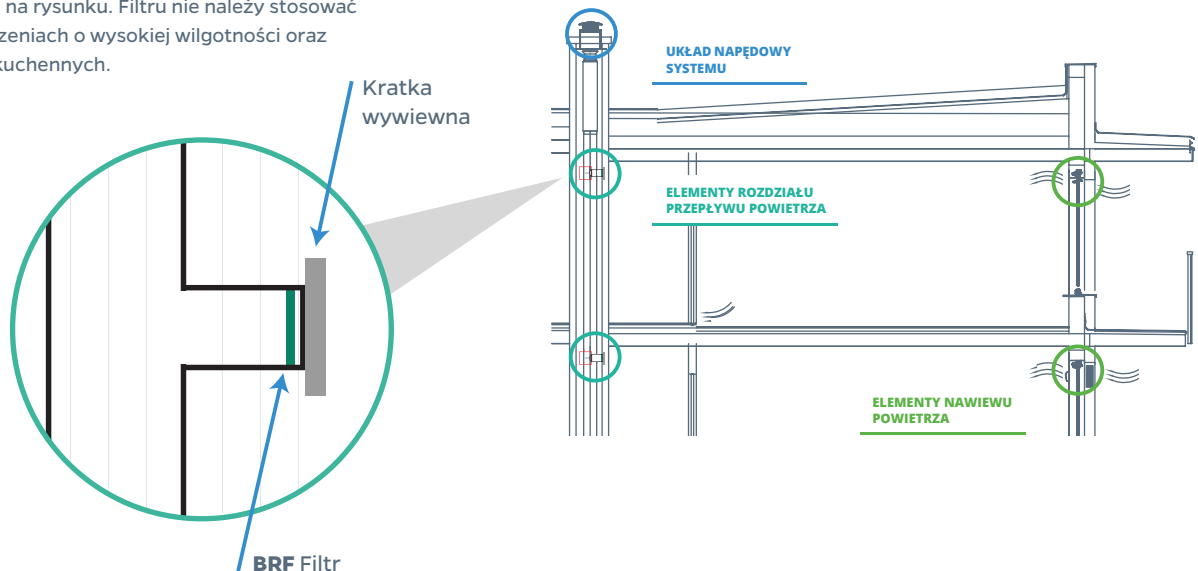 na rysunku. Filtru nie należy stosować
zeniach o wysokiej wilgotności oraz
kuchennych.
Kratka
wywiewna
BRF Filtr
UKŁAD NAPĘDOWY
SYSTEMU
ELEMENTY ROZDZIAŁU
PRZEPŁYWU POWIETRZA
ELEMENTY NAWIEWU
POWIETRZA